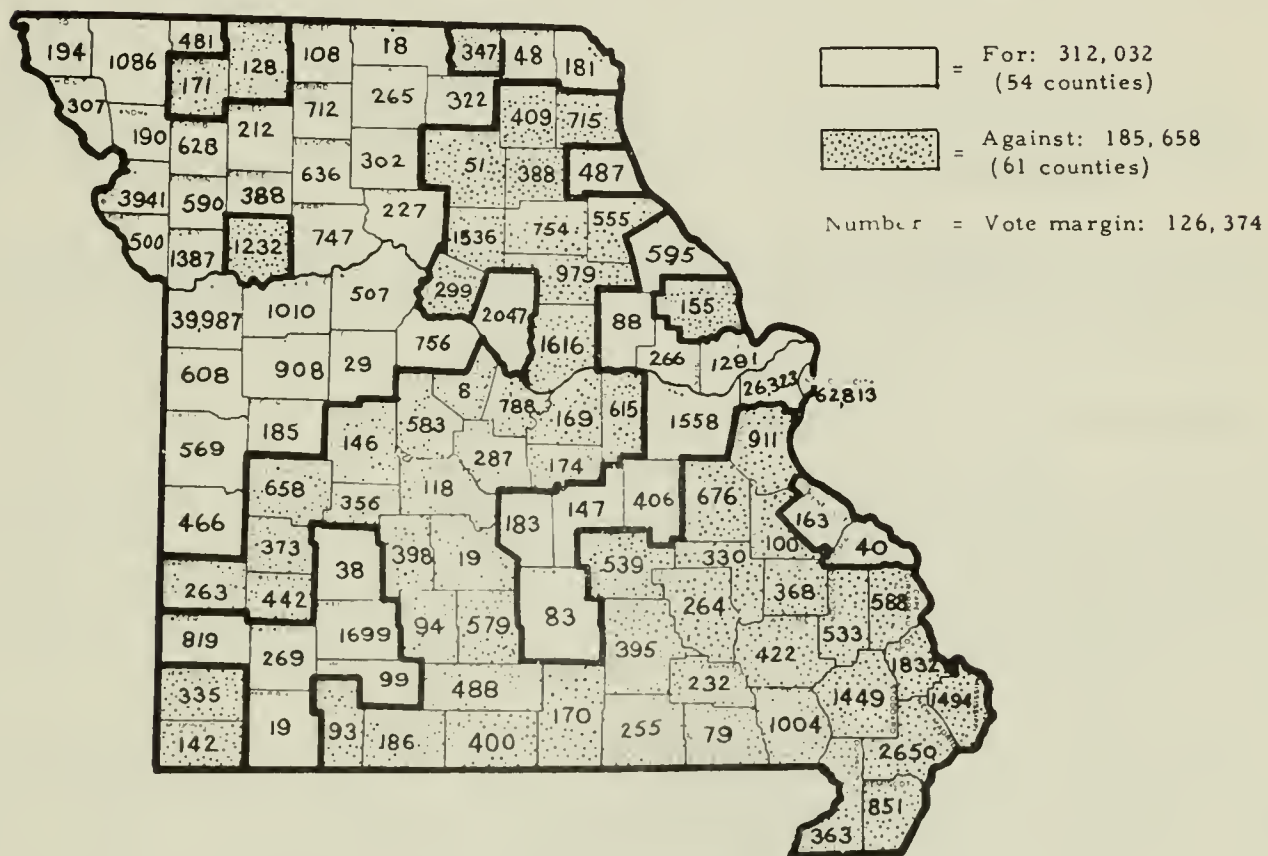 = For: 312,032
(54 counties)
= Against: 185,658
(61 counties)
= Vote margin: 126,374
194 1086 481 128 108 18 347 48 181
307 171 712 265 322 409 715
190 628 212 636 302 51 388 487
3941 590 388 227 555
500 1387 1232 747 1536 754 595
39,987 1010 507 299 2047 979 88 155
608 908 29 756 1616 266 1281 26,323 62,813
569 185 146 583 8 788 169 615 1558 911
466 658 356 118 287 174 147 406 676 163
373 38 398 19 183 539 330 100 40
263 442 264 368 588
819 269 1699 94 579 83 395 422 533 1832
335 99 488 232 1449 1494
142 19 93 186 400 170 255 79 1004 2650
363 851